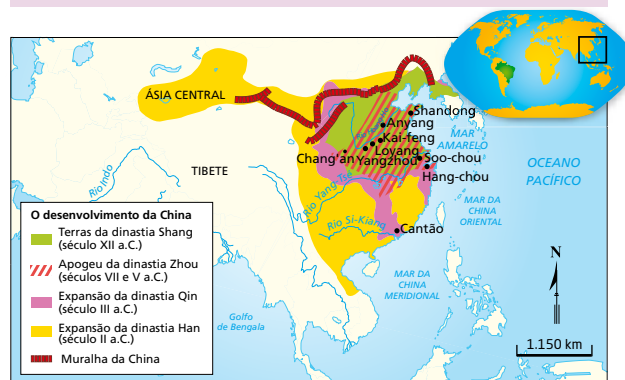 ÁSIA CENTRAL
TIBETE
Shandong
Anyang
Kai-feng
Loyang
Chang'an
Yangzhou
Soo-chou
Hang-chou
Cantão
MAR
AMARELO
OCEANO
PACÍFICO
MAR DA
CHINA
ORIENTAL
MAR DA
CHINA
MERIDIONAL
Rio Indo
Rio Yang-Tse
Rio Si-Kiang
Golfo
de Bengala
O desenvolvimento da China
Terras da dinastia Shang
(século XII a.C.)
Apogeu da dinastia Zhou
(séculos VII e V a.C.)
Expansão da dinastia Qin
(século III a.C.)
Expansão da dinastia Han
(século II a.C.)
Muralha da China
N
1.150 km